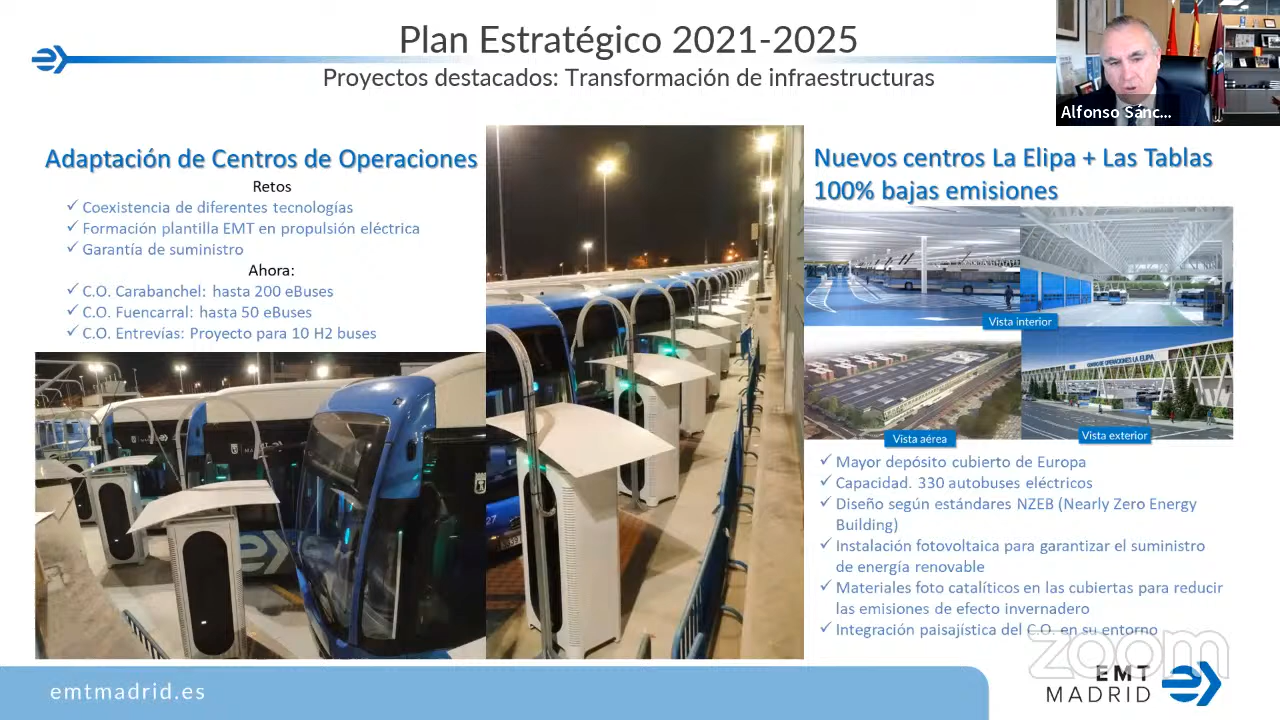 Plan Estratégico 2021-2025
Proyectos destacados: Transformación de infraestructuras
Alfonso Sánc...
Adaptación de Centros de Operaciones
Retos
✓ Coexistencia de diferentes tecnologías
✓ Formación plantilla EMT en propulsión eléctrica
✓ Garantía de suministro
Ahora:
✓ C.O. Carabanchel: hasta 200 eBuses
✓ C.O. Fuencarral: hasta 50 eBuses
✓ C.O. Entrevías: Proyecto para 10 H2 buses
Nuevos centros La Elipa + Las Tablas
100% bajas emisiones
Vista interior
CENTRO DE OPERACIONES LA ELIPA
Vista aérea
Vista exterior
✓ Mayor depósito cubierto de Europa
✓ Capacidad. 330 autobuses eléctricos
✓ Diseño según estándares NZEB (Nearly Zero Energy
Building)
✓ Instalación fotovoltaica para garantizar el suministro
de energía renovable
✓ Materiales foto catalíticos en las cubiertas para reducir
las emisiones de efecto invernadero
✓ Integración paisajística del C.O. en su entorno
zoom
emtmadrid.es
EMT
MADRID